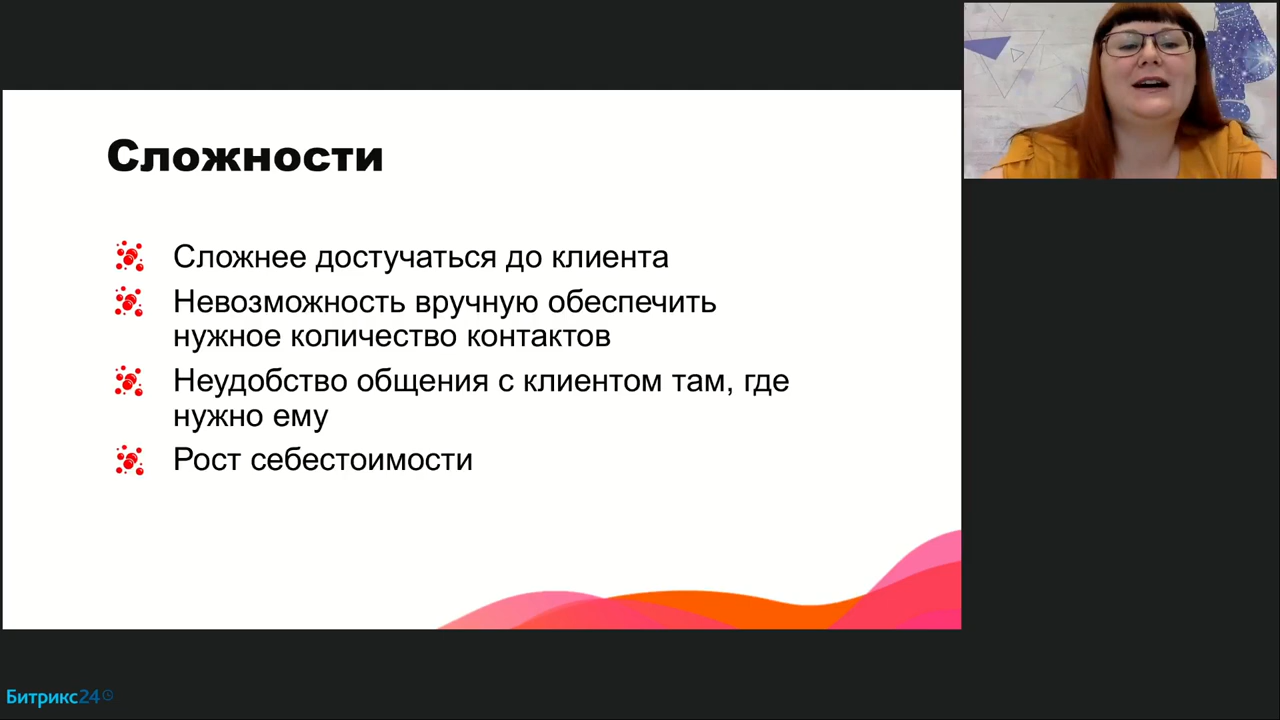 Сложности
Сложнее достучаться до клиента
Невозможность вручную обеспечить
нужное количество контактов
Неудобство общения с клиентом там, где
нужно ему
Рост себестоимости
Битрикс24